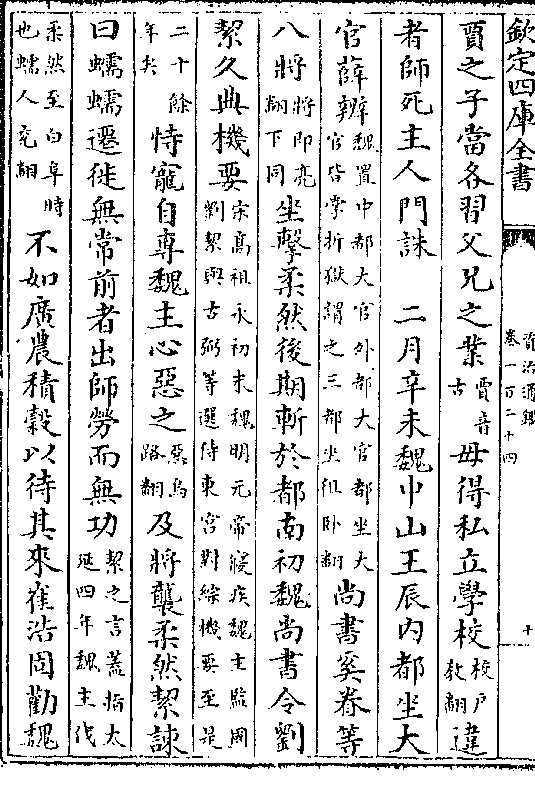 欽定四庫全書
資治通鑑
卷一百二十四
十
賈之子當各習父兄之業賈音古毋得私立學校校戶教翻違
者師死主人門誅　二月辛未魏中山王辰內都坐大
官薛辨魏置中都大官外都大官都坐大官皆掌折獄謂之三都坐徂卧翻尚書奚眷等
八將將即亮翻下同坐擊柔然後期斬於都南初魏尚書令劉
絜久典機要宋高祖永初末魏明元帝寢疾魏主監國劉絜與古弼等選侍東宮對綜機要至是
二十餘年矣恃寵自專魏主心惡之惡烏路翻及將襲柔然絜諫
曰蠕蠕遷徙無常前者出師勞而無功絜之言蓋指太延四年魏主伐
柔然至白阜時也蠕人兗翻不如廣農積穀以待其來崔浩固勸魏